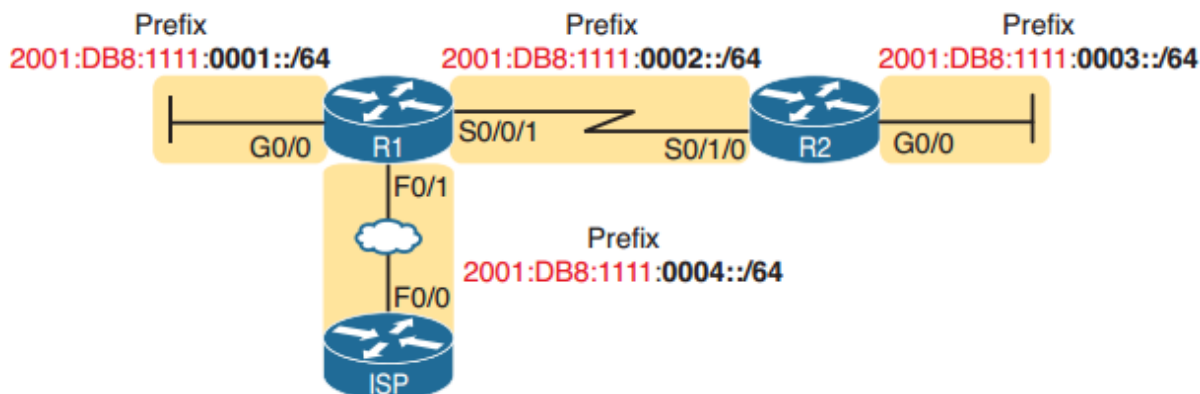 Prefix
2001:DB8:1111:0001::/64
Prefix
2001:DB8:1111:0002::/64
Prefix
2001:DB8:1111:0003::/64
G0/0
R1
S0/0/1
S0/1/0
R2
G0/0
F0/1
Prefix
2001:DB8:1111:0004::/64
F0/0
ISP